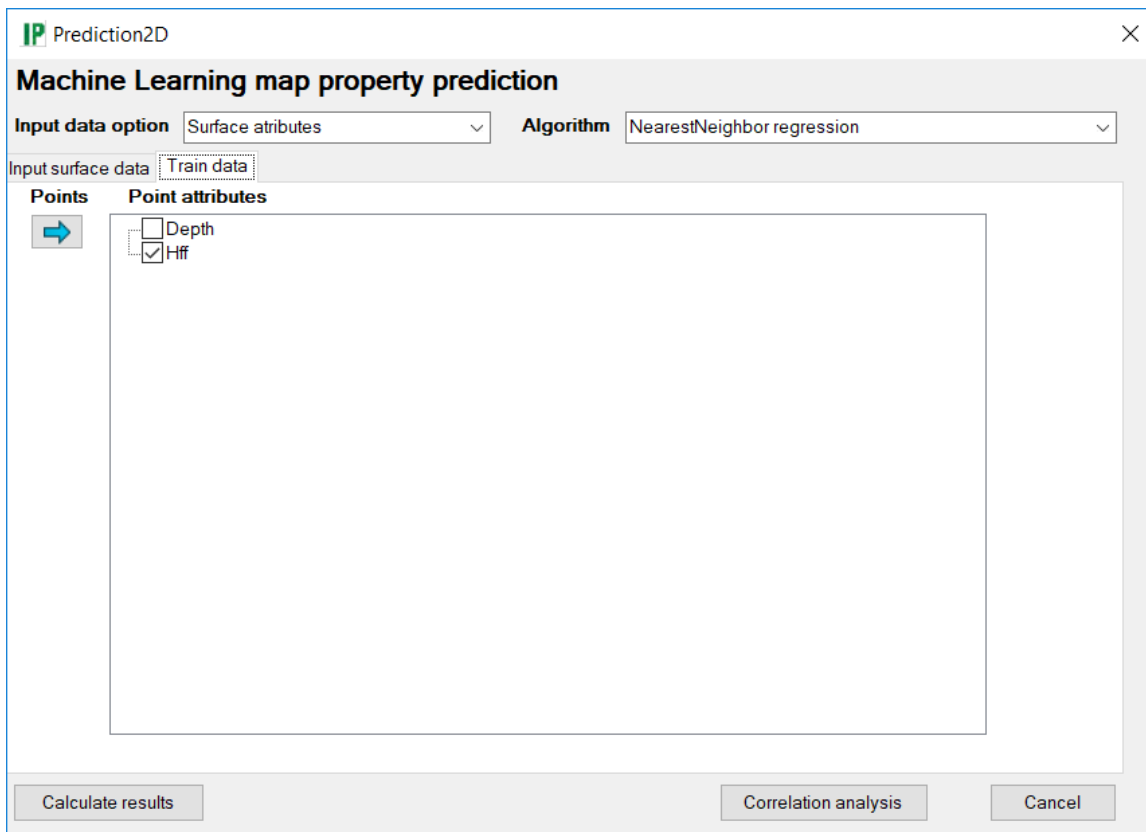 IP Prediction2D
Machine Learning map property prediction
Input data option Surface atributes Algorithm NearestNeighbor regression
Input surface data Train data
Points Point attributes
Depth
Hff
Calculate results Correlation analysis Cancel